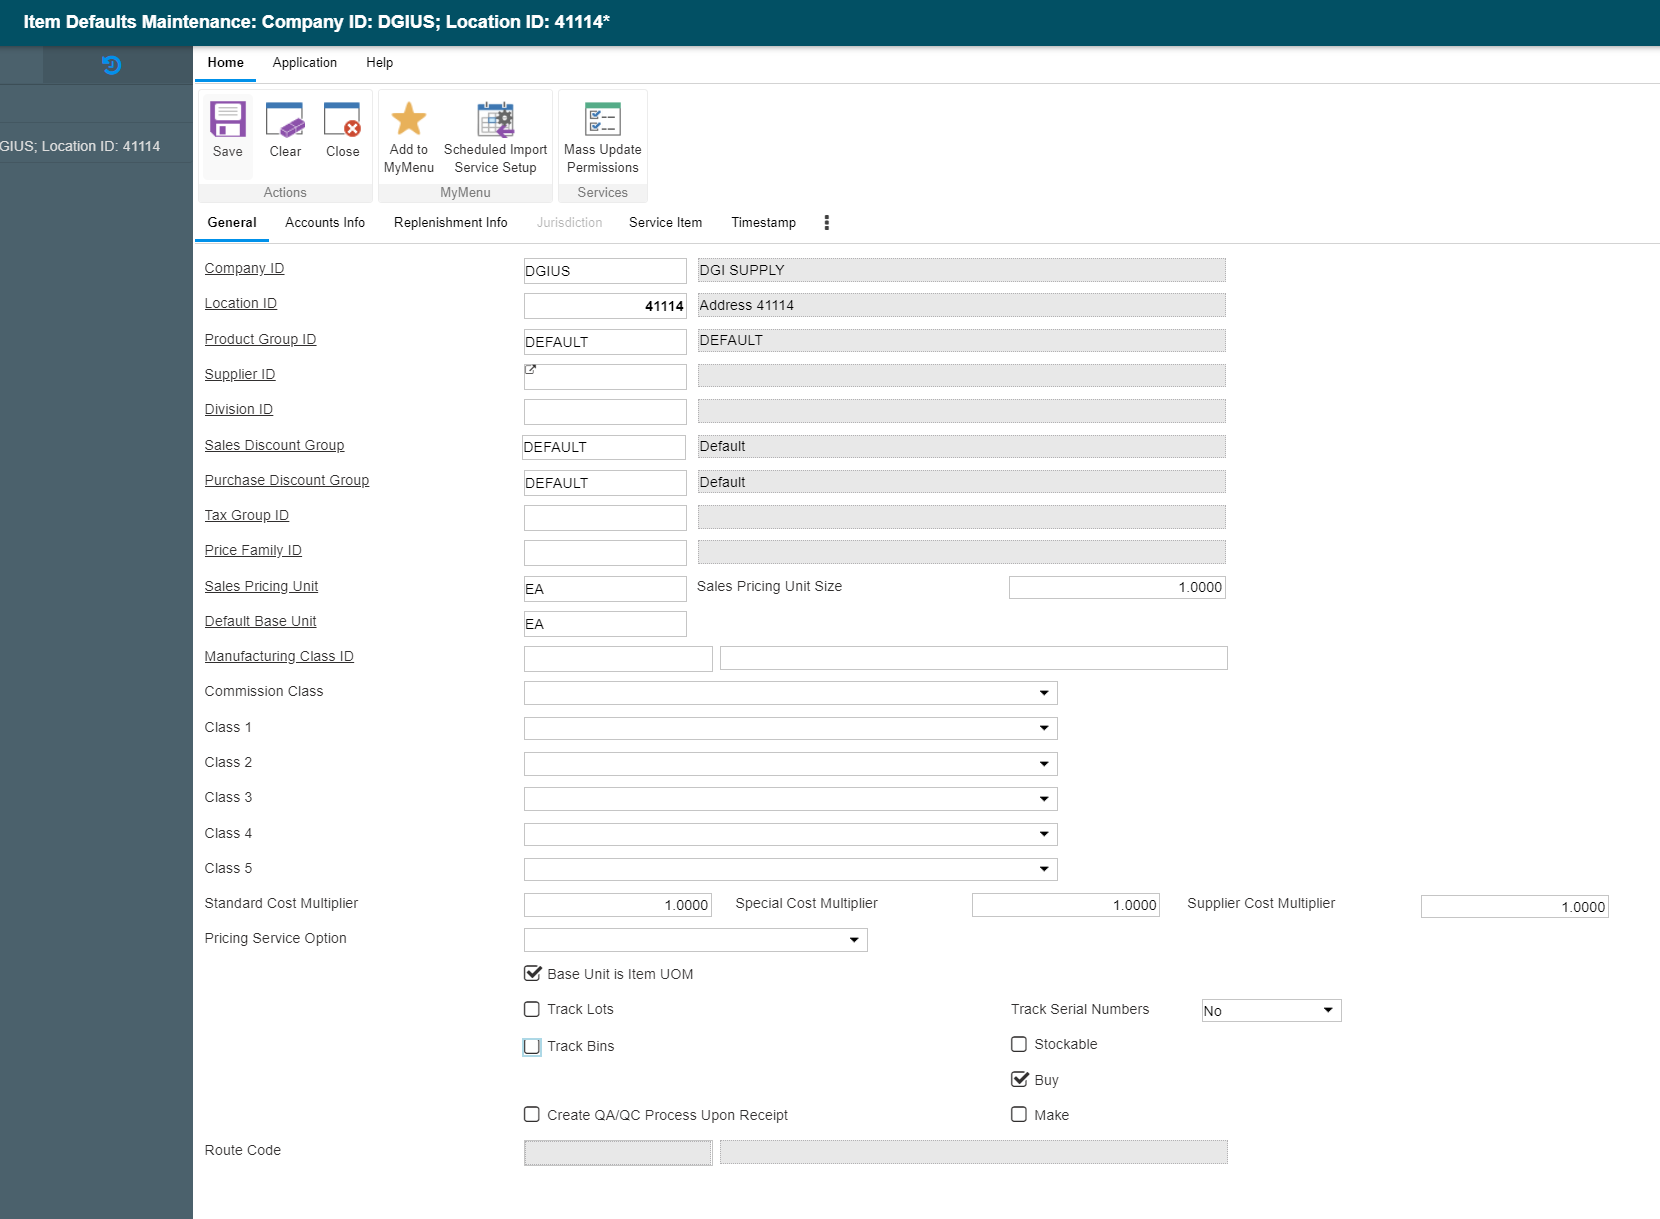 Item Defaults Maintenance: Company ID: DGIUS; Location ID: 41114*
Home Application Help
GIUS; Location ID: 41114
Save Clear Close Add to MyMenu Scheduled Import Service Setup Mass Update Permissions
Actions MyMenu Services
General Accounts Info Replenishment Info Jurisdiction Service Item Timestamp
Company ID DGIUS DGI SUPPLY
Location ID 41114 Address 41114
Product Group ID DEFAULT DEFAULT
Supplier ID
Division ID
Sales Discount Group DEFAULT Default
Purchase Discount Group DEFAULT Default
Tax Group ID
Price Family ID
Sales Pricing Unit EA Sales Pricing Unit Size 1.0000
Default Base Unit EA
Manufacturing Class ID
Commission Class
Class 1
Class 2
Class 3
Class 4
Class 5
Standard Cost Multiplier 1.0000 Special Cost Multiplier 1.0000 Supplier Cost Multiplier 1.0000
Pricing Service Option
Base Unit is Item UOM
Track Lots Track Serial Numbers No
Track Bins Stockable
Buy
Create QA/QC Process Upon Receipt Make
Route Code